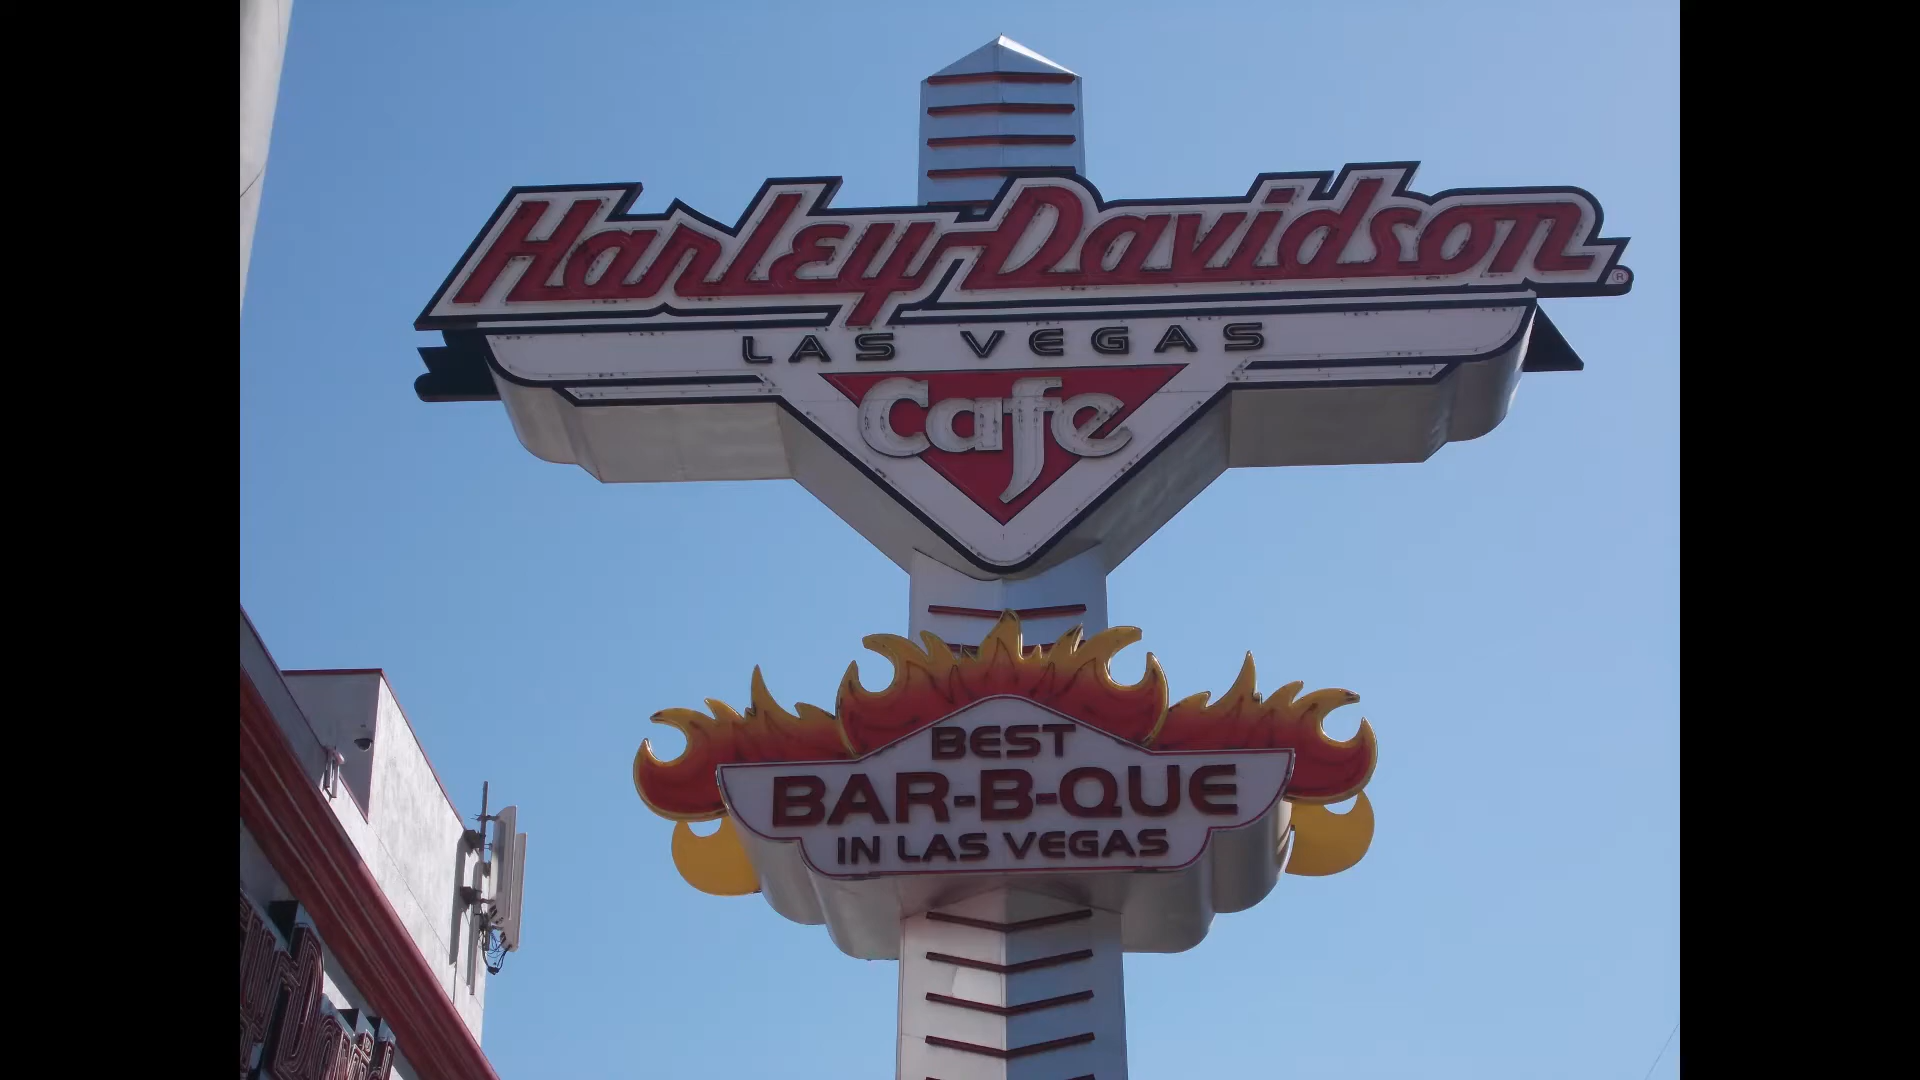 Harley-Davidson®
LAS VEGAS
Cafe
BEST
BAR-B-QUE
IN LAS VEGAS